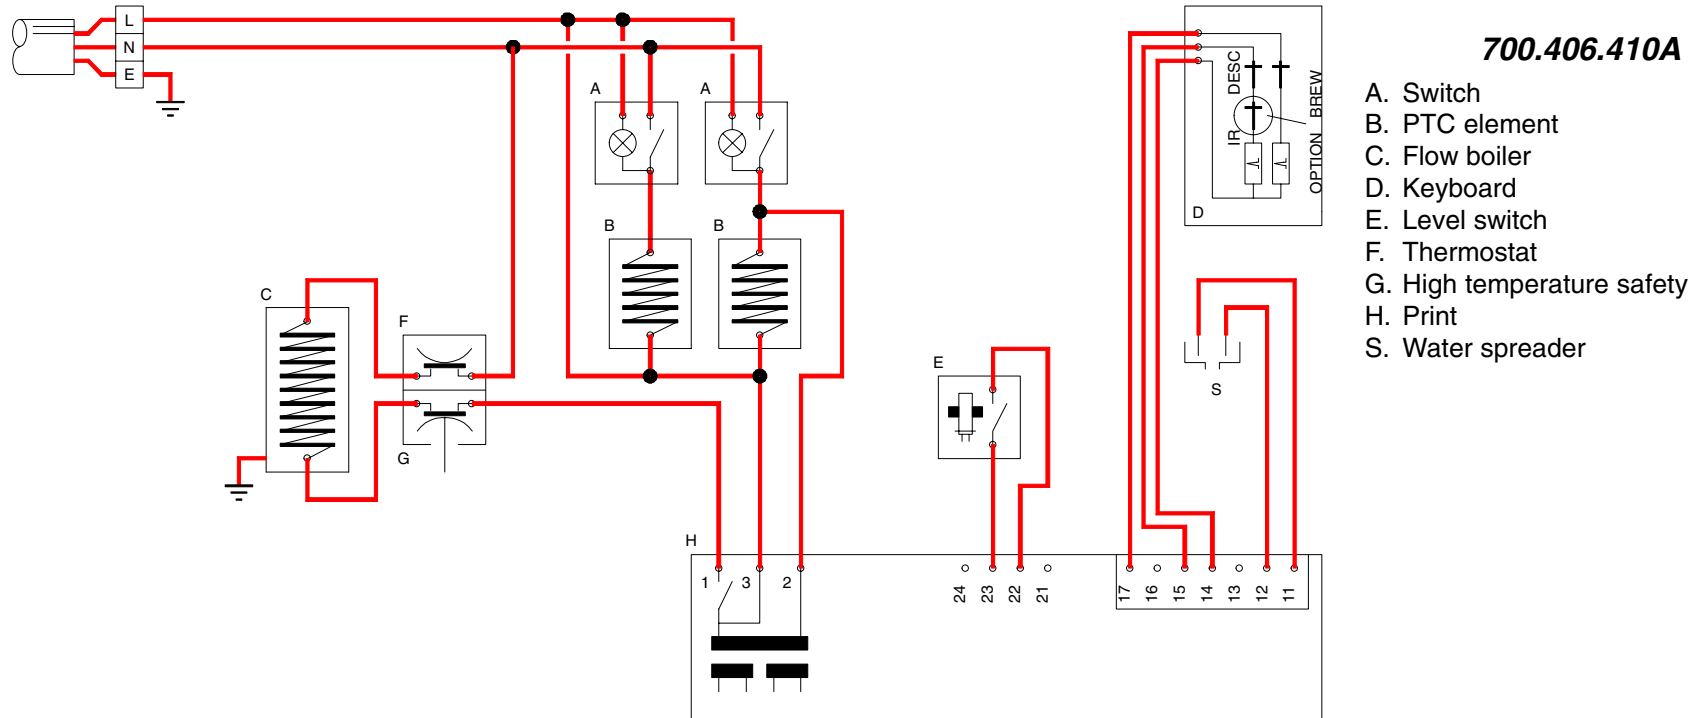 L
N
E
700.406.410A
A. Switch
B. PTC element
C. Flow boiler
D. Keyboard
E. Level switch
F. Thermostat
G. High temperature safety
H. Print
S. Water spreader
A
A
B
B
C
F
G
D
DESC
IR
OPTION BREW
E
S
H
1
3
2
24
23
22
21
17
16
15
14
13
12
11